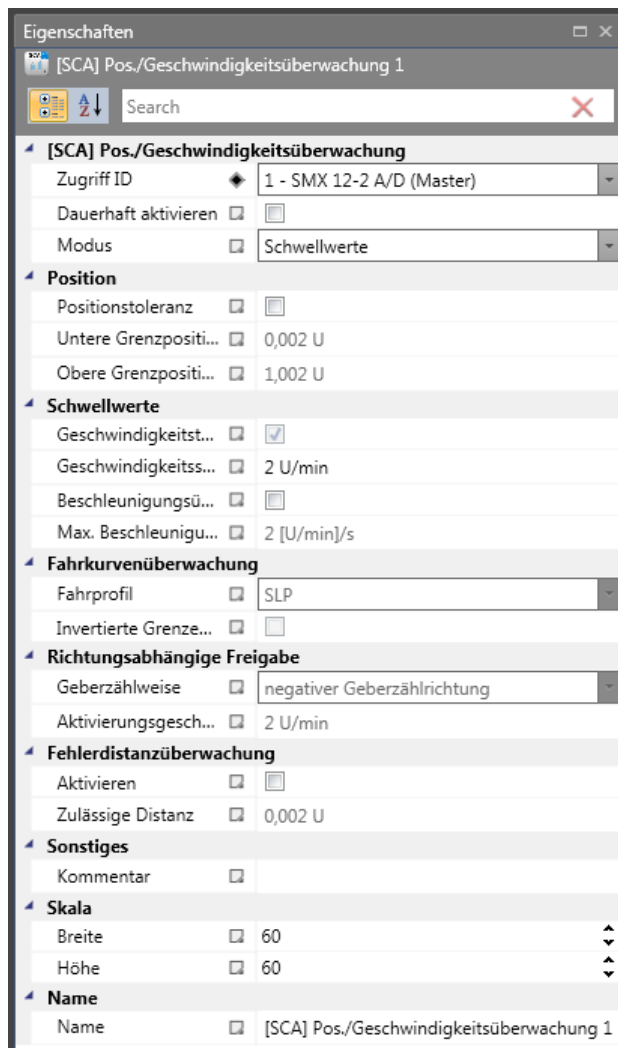 Eigenschaften
[SCA] Pos./Geschwindigkeitsüberwachung 1
Search
[SCA] Pos./Geschwindigkeitsüberwachung
Zugriff ID 1 - SMX 12-2 A/D (Master)
Dauerhaft aktivieren
Modus Schwellwerte
Position
Positionstoleranz
Untere Grenzpositi... 0,002 U
Obere Grenzpositi... 1,002 U
Schwellwerte
Geschwindigkeitst...
Geschwindigkeitss... 2 U/min
Beschleunigungsü...
Max. Beschleunigu... 2 [U/min]/s
Fahrkurvenüberwachung
Fahrprofil SLP
Invertierte Grenze...
Richtungsabhängige Freigabe
Geberzählweise negativer Geberzählrichtung
Aktivierungsgesch... 2 U/min
Fehlerdistanzüberwachung
Aktivieren
Zulässige Distanz 0,002 U
Sonstiges
Kommentar
Skala
Breite 60
Höhe 60
Name
Name [SCA] Pos./Geschwindigkeitsüberwachung 1